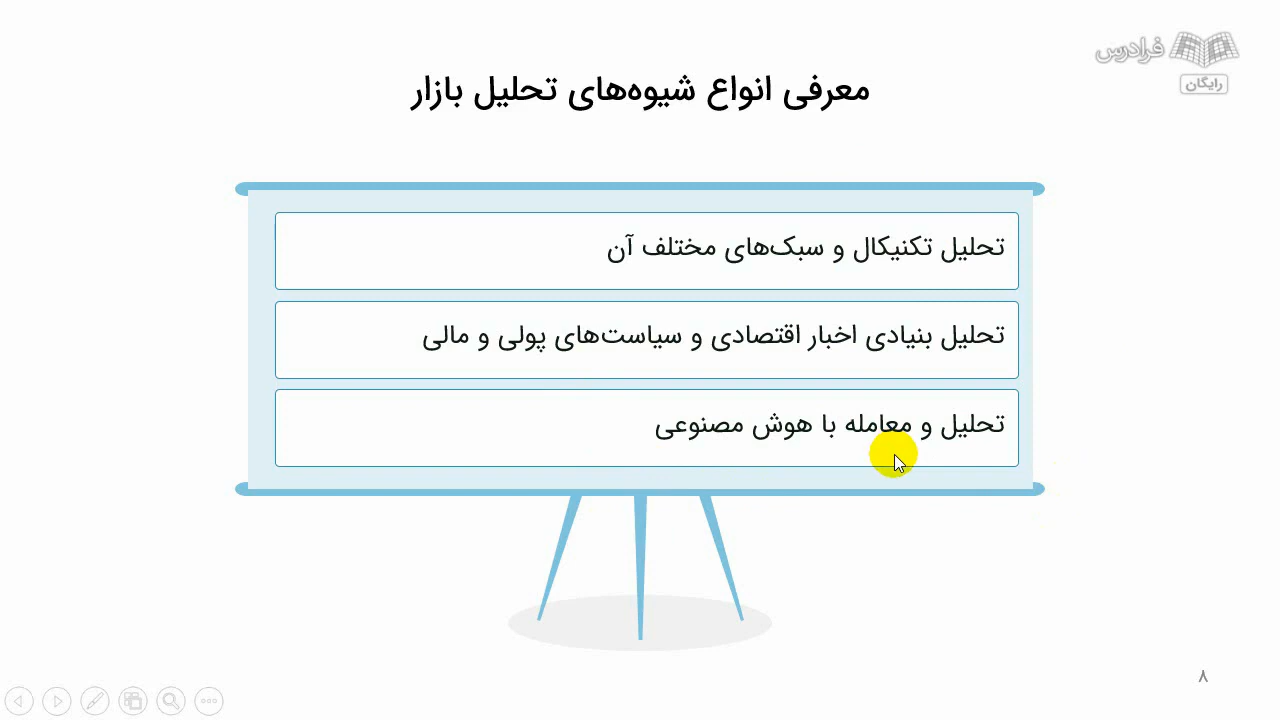 فرادرس
رایگان
معرفی انواع شیوه‌های تحلیل بازار
تحلیل تکنیکال و سبک‌های مختلف آن
تحلیل بنیادی اخبار اقتصادی و سیاست‌های پولی و مالی
تحلیل و معامله با هوش مصنوعی
۸